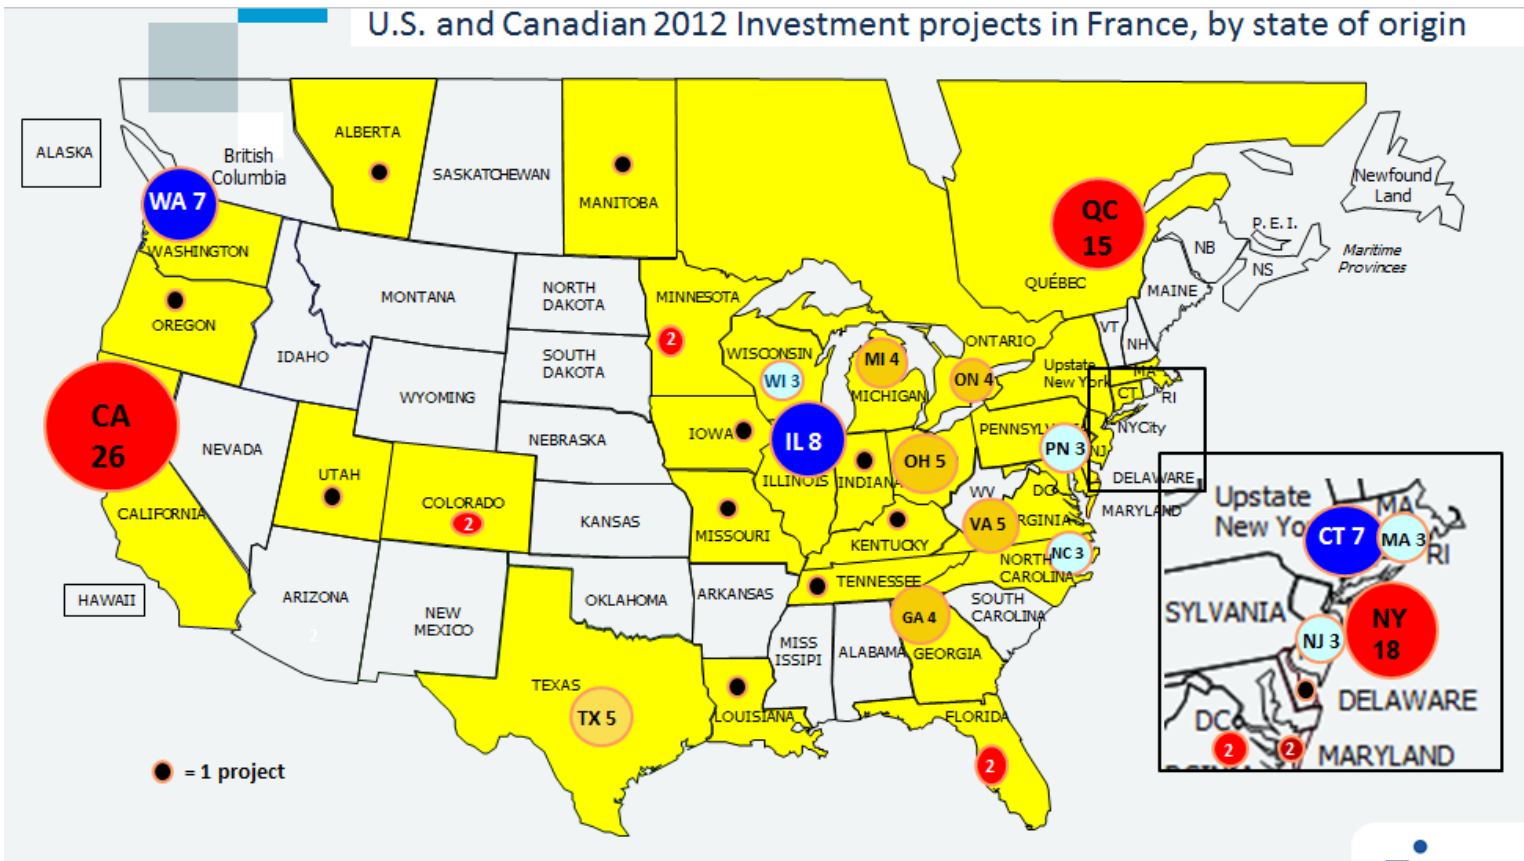 U.S. and Canadian 2012 Investment projects in France, by state of origin
ALASKA
British
Columbia
ALBERTA
SASKATCHEWAN
MANITOBA
QC
15
QUÉBEC
Newfound
Land
P.E.I.
NB
NS
Maritime
Provinces
WA 7
WASHINGTON
OREGON
IDAHO
MONTANA
NORTH
DAKOTA
SOUTH
DAKOTA
MINNESOTA
2
WISCONSIN
WI 3
MI 4
MICHIGAN
ONTARIO
ON 4
Upstate
New York
VT
NH
MAINE
MA
CT
RI
NYCity
CA
26
CALIFORNIA
NEVADA
UTAH
WYOMING
COLORADO
2
NEBRASKA
KANSAS
IOWA
IL 8
ILLINOIS
INDIANA
OH 5
PENNSYLV
PN 3
NJ
DELAWARE
MARYLAND
DC
WV
VA 5
RGINIA
MISSOURI
KENTUCKY
NC 3
NORTH
CAROLINA
TENNESSEE
SOUTH
CAROLINA
HAWAII
ARIZONA
2
NEW
MEXICO
OKLAHOMA
ARKANSAS
MISS
ISSIPI
ALABAMA
GA 4
GEORGIA
TEXAS
TX 5
LOUISIANA
FLORIDA
2
= 1 project
Upstate
New Yo
MA
CT 7
MA 3
RI
SYLVANIA
NJ 3
NY
18
DELAWARE
DC
2
2
MARYLAND